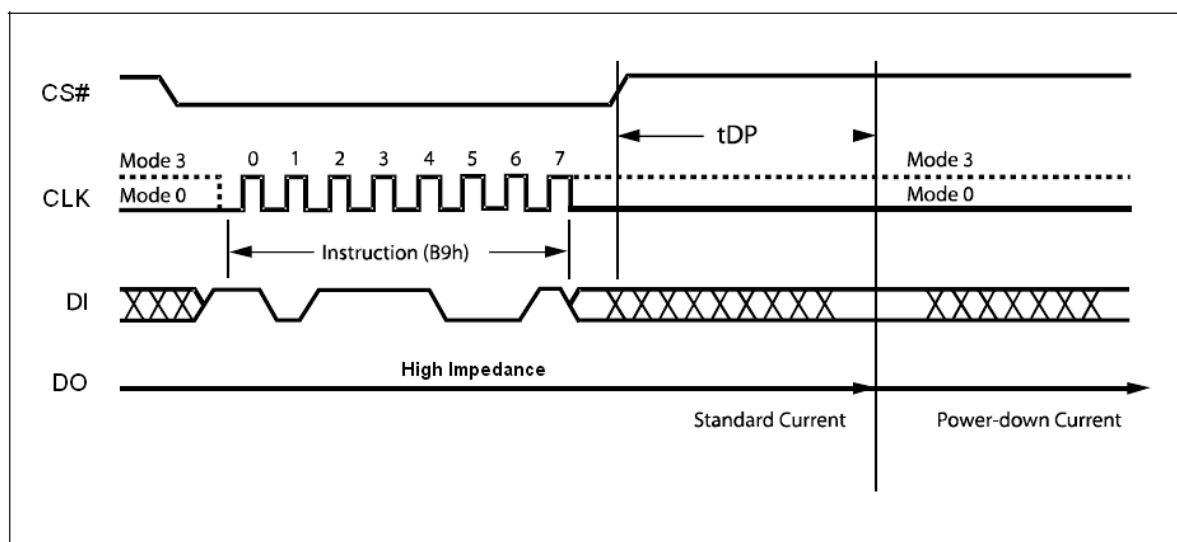 CS#
tDP
Mode 3
0 1 2 3 4 5 6 7
Mode 3
CLK
Mode 0
Mode 0
Instruction (B9h)
DI
High Impedance
DO
Standard Current
Power-down Current